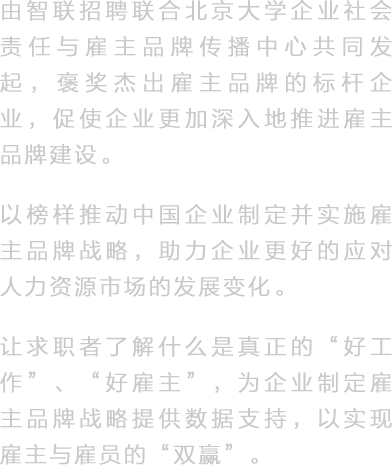 由智联招聘联合北京大学企业社会
责任与雇主品牌传播中心共同发
起，褒奖杰出雇主品牌的标杆企
业，促使企业更加深入地推进雇主
品牌建设。
以榜样推动中国企业制定并实施雇
主品牌战略，助力企业更好的应对
人力资源市场的发展变化。
让求职者了解什么是真正的“好工
作”、“好雇主”，为企业制定雇
主品牌战略提供数据支持，以实现
雇主与雇员的“双赢”。